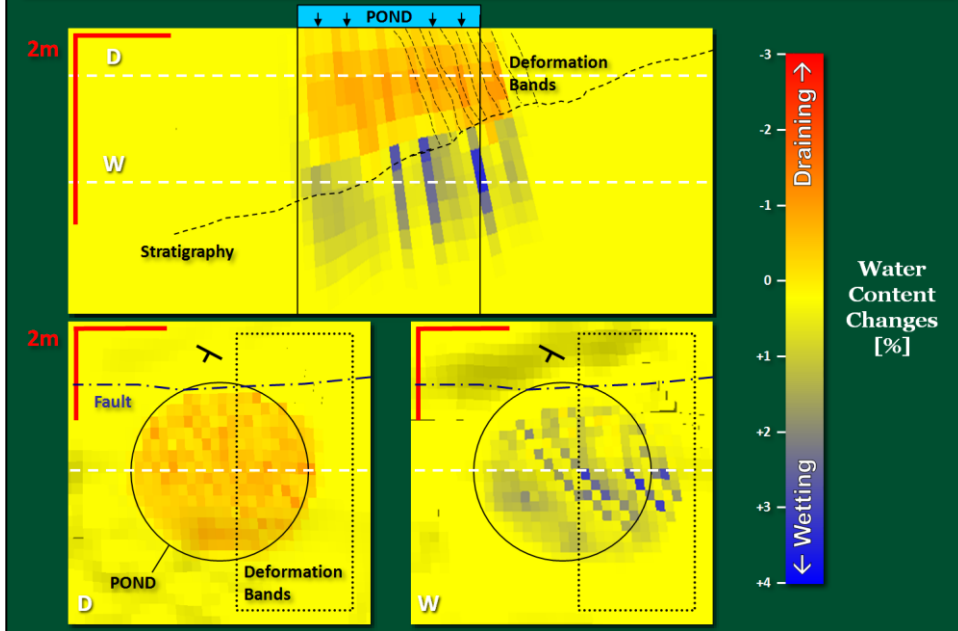 POND
2m
D
Deformation
Bands
W
Stratigraphy
-3
-2
-1
0
+1
+2
+3
+4
Draining →
← Wetting
Water
Content
Changes
[%]
2m
Fault
POND
Deformation
Bands
D
W